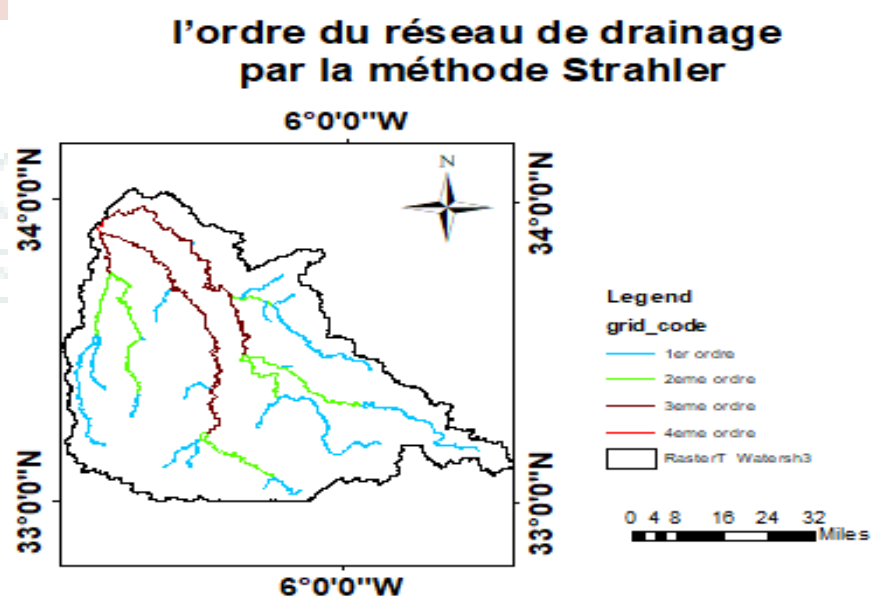 l'ordre du réseau de drainage
par la méthode Strahler
6°0'0"W
N
34°0'0"N
34°0'0"N
Legend
grid_code
1er ordre
2eme ordre
3eme ordre
4eme ordre
RasterT_Watersh3
33°0'0"N
33°0'0"N
0 4 8 16 24 32
Miles
6°0'0"W